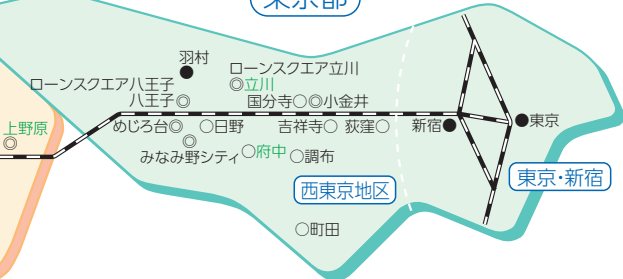 東京都
羽村
ローンスクエア立川
ローンスクエア八王子
◎立川
八王子◎
国分寺○◎小金井
上野原
◎
めじろ台◎
○日野
吉祥寺○
荻窪○
新宿●
●東京
みなみ野シティ
○府中
○調布
西東京地区
東京・新宿
○町田